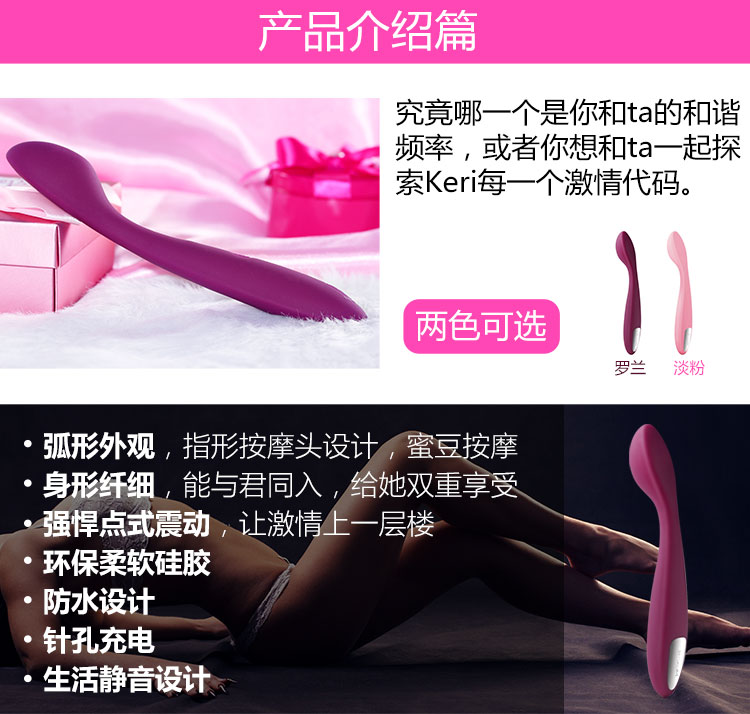 产品介绍篇
究竟哪一个是你和ta的和谐
频率，或者你想和ta一起探
索Keri每一个激情代码。
两色可选
罗兰
淡粉
• 弧形外观，指形按摩头设计，蜜豆按摩
• 身形纤细，能与君同入，给她双重享受
• 强悍点式震动，让激情上一层楼
• 环保柔软硅胶
• 防水设计
• 针孔充电
• 生活静音设计